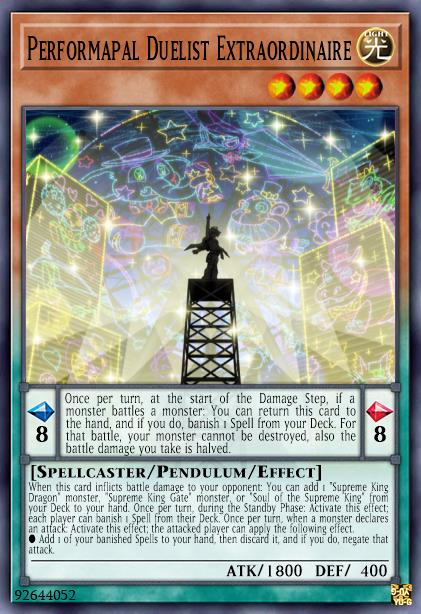 PERFORMAPAL DUELIST EXTRAORDINAIRE
LIGHT
光
Once per turn, at the start of the Damage Step, if a
monster battles a monster: You can return this card to
the hand, and if you do, banish 1 Spell from your Deck. For
that battle, your monster cannot be destroyed, also the
battle damage you take is halved.
8
8
[SPELLCASTER/PENDULUM/EFFECT]
When this card inflicts battle damage to your opponent: You can add 1 "Supreme King
Dragon" monster, "Supreme King Gate" monster, or "Soul of the Supreme King" from
your Deck to your hand. Once per turn, during the Standby Phase: Activate this effect;
each player can banish 1 Spell from their Deck. Once per turn, when a monster declares
an attack: Activate this effect; the attacked player can apply the following effect.
● Add 1 of your banished Spells to your hand, then discard it, and if you do, negate that
attack.
ATK/1800 DEF/ 400
92644052